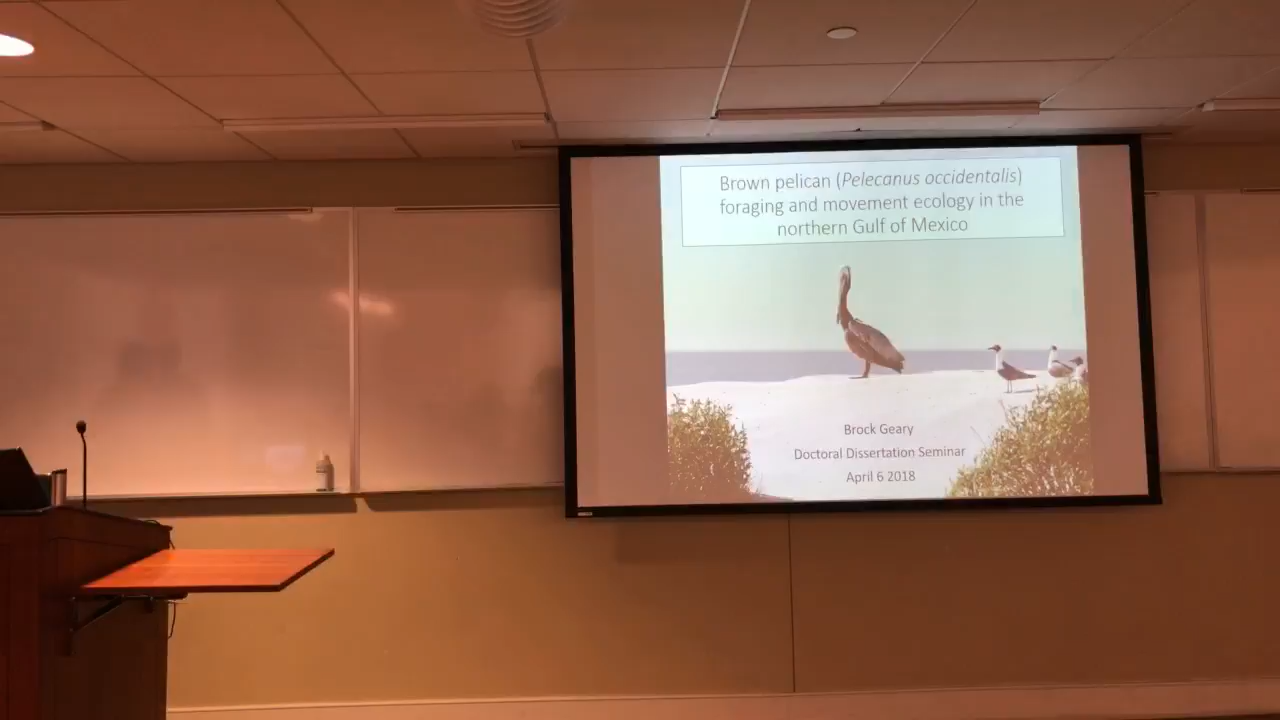 Brown pelican (Pelecanus occidentalis)
foraging and movement ecology in the
northern Gulf of Mexico
Brock Geary
Doctoral Dissertation Seminar
April 6 2018